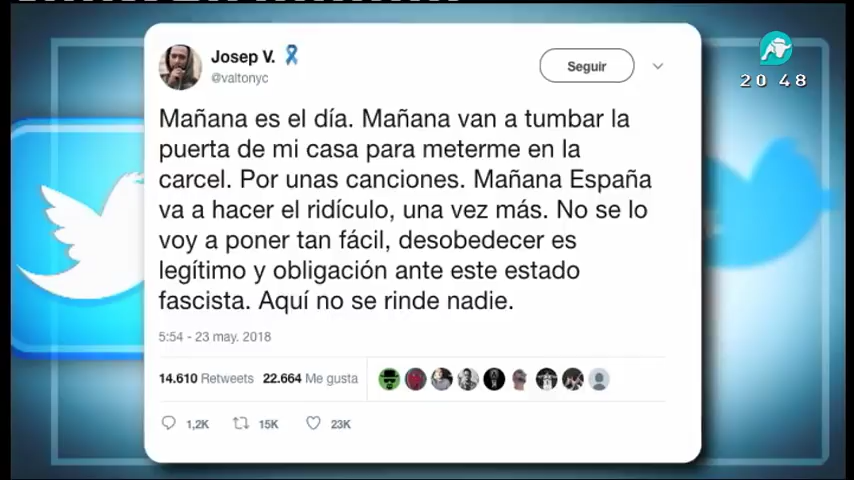 Josep V.
@valtonyc
Seguir
20 48
Mañana es el día. Mañana van a tumbar la
puerta de mi casa para meterme en la
carcel. Por unas canciones. Mañana España
va a hacer el ridículo, una vez más. No se lo
voy a poner tan fácil, desobedecer es
legítimo y obligación ante este estado
fascista. Aquí no se rinde nadie.
5:54 - 23 may. 2018
14.610 Retweets 22.664 Me gusta
1,2K 15K 23K